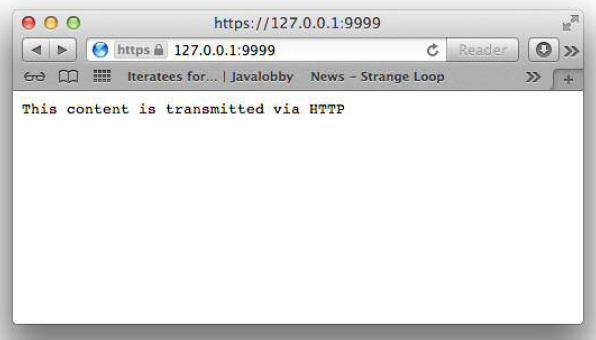 https://127.0.0.1:9999
https 127.0.0.1:9999 Reader
Iteratees for... | Javalobby News – Strange Loop
This content is transmitted via HTTP